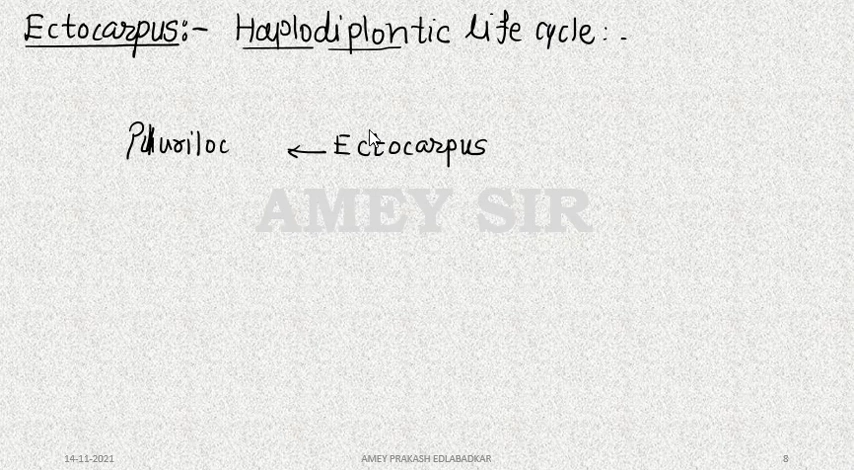 Ectocarpus:- Haplodiplontic life cycle:-
Pluriloc ← Ectocarpus
AMEY SIR
14-11-2021 AMEY PRAKASH EDLABADKAR 8